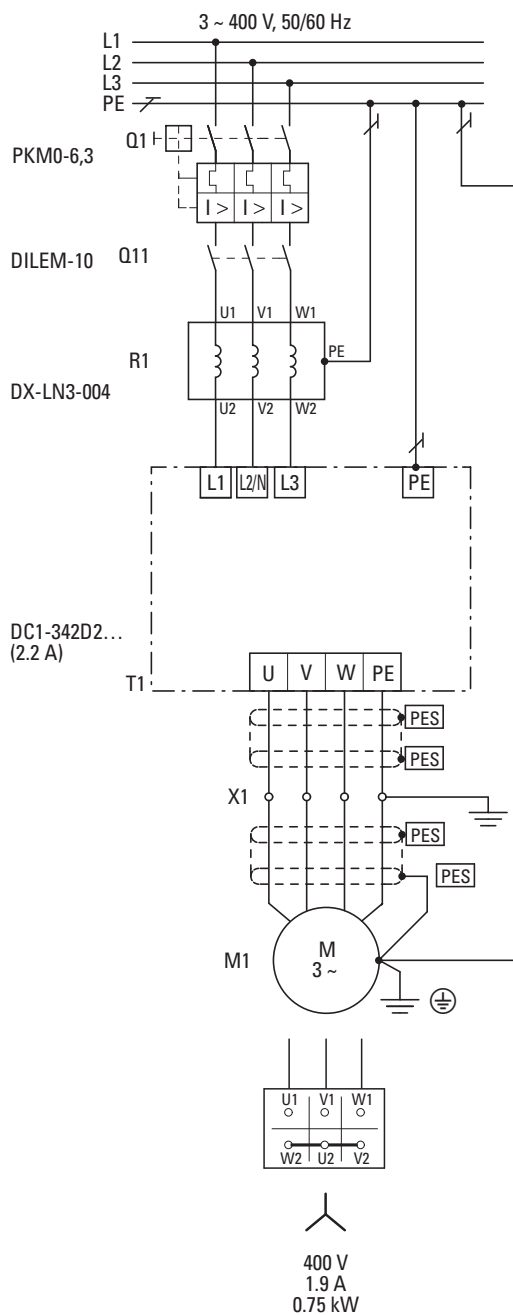 3 ~ 400 V, 50/60 Hz
L1
L2
L3
PE
Q1
PKM0-6,3
I > I > I >
DILEM-10 Q11
U1 V1 W1
R1 PE
DX-LN3-004
U2 V2 W2
L1 L2/N L3 PE
DC1-342D2...
(2.2 A)
T1
U V W PE
PES
PES
X1
PES
PES
M1
M
3 ~
U1 V1 W1
W2 U2 V2
400 V
1.9 A
0.75 kW